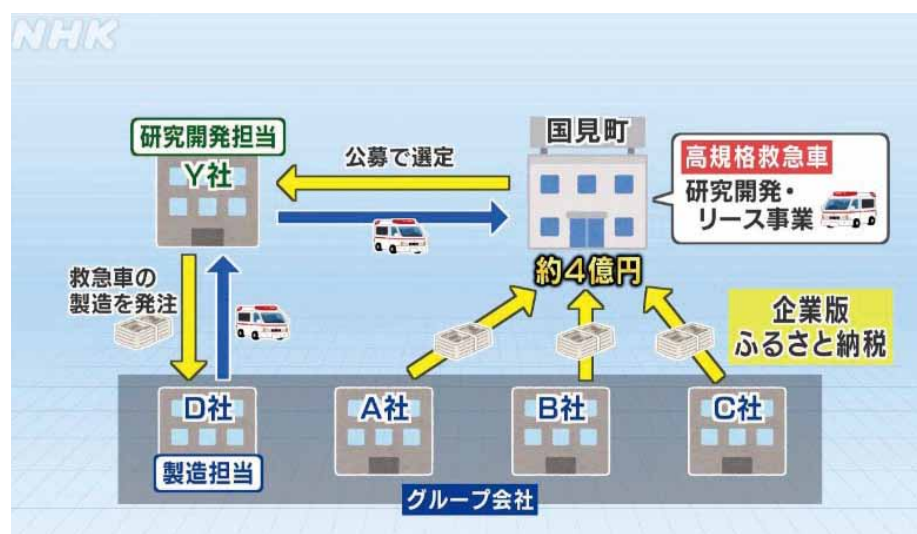 NHK
研究開発担当
Y社
公募で選定
国見町
高規格救急車
研究開発・
リース事業
約4億円
救急車の
製造を発注
企業版
ふるさと納税
D社
A社
B社
C社
製造担当
グループ会社